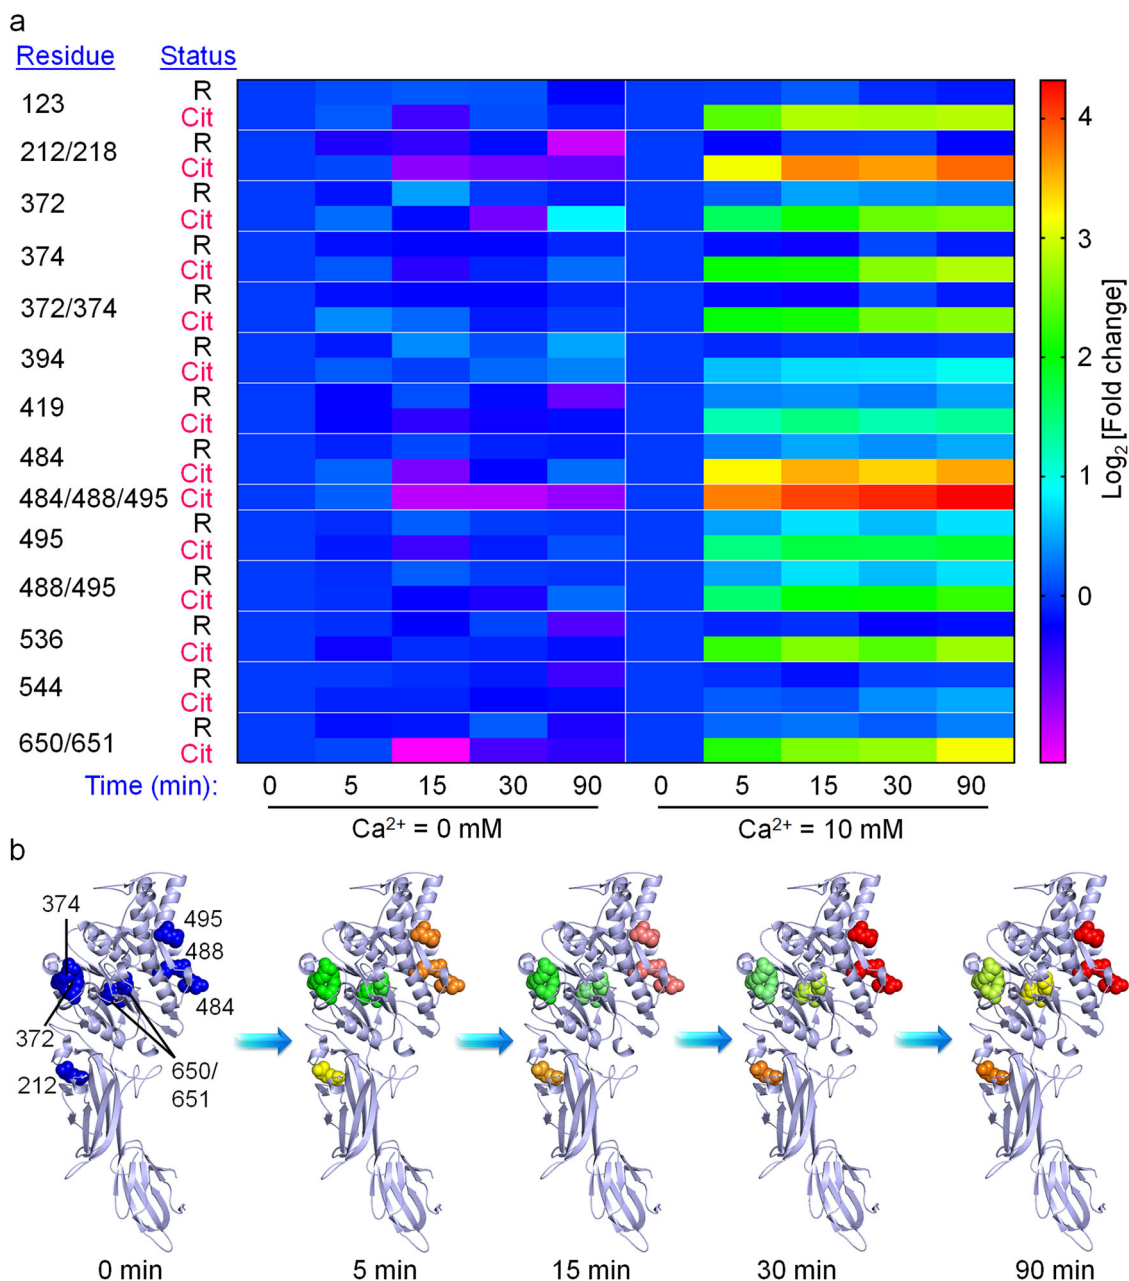 a
Residue Status
123 R
Cit
212/218 R
Cit
372 R
Cit
374 R
Cit
372/374 R
Cit
394 R
Cit
419 R
Cit
484 R
Cit
484/488/495 Cit
495 R
Cit
488/495 R
Cit
536 R
Cit
544 R
Cit
650/651 R
Cit
4
3
2
1
0
Log₂ [Fold change]
Time (min): 0 5 15 30 90 0 5 15 30 90
Ca²⁺ = 0 mM Ca²⁺ = 10 mM
b
374
495
488
484
372
212
650/
651
0 min 5 min 15 min 30 min 90 min